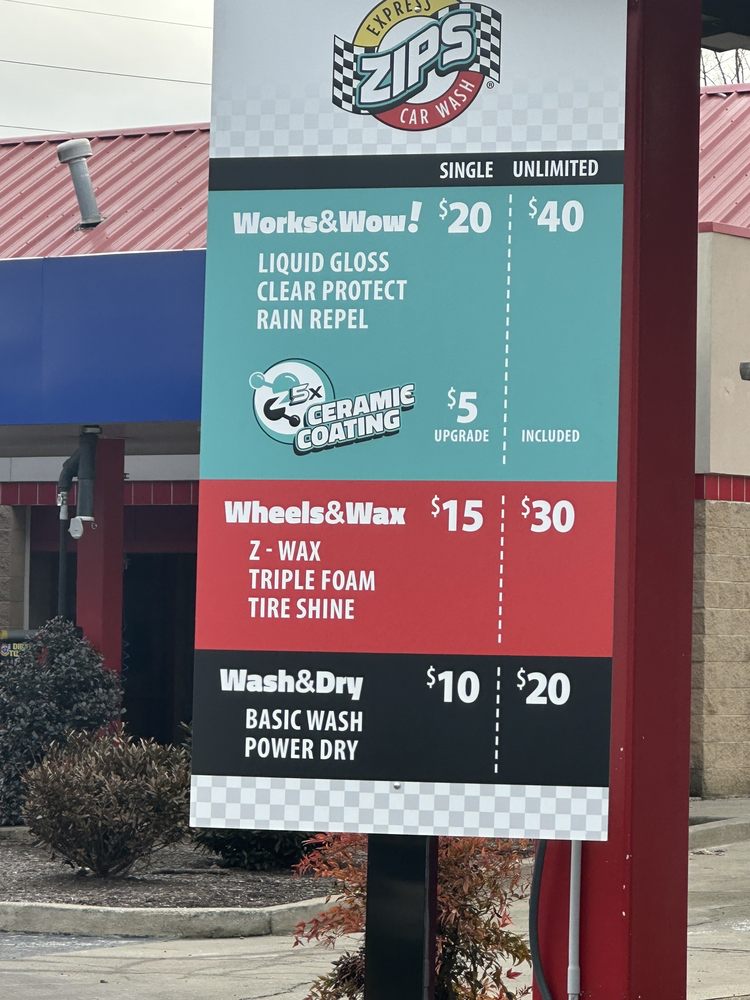 EXPRESS
ZIPS
CAR WASH
®
SINGLE UNLIMITED
Works&Wow! $20 $40
LIQUID GLOSS
CLEAR PROTECT
RAIN REPEL
Z5X
CERAMIC $5
COATING UPGRADE INCLUDED
Wheels&Wax $15 $30
Z - WAX
TRIPLE FOAM
TIRE SHINE
Wash&Dry $10 $20
BASIC WASH
POWER DRY